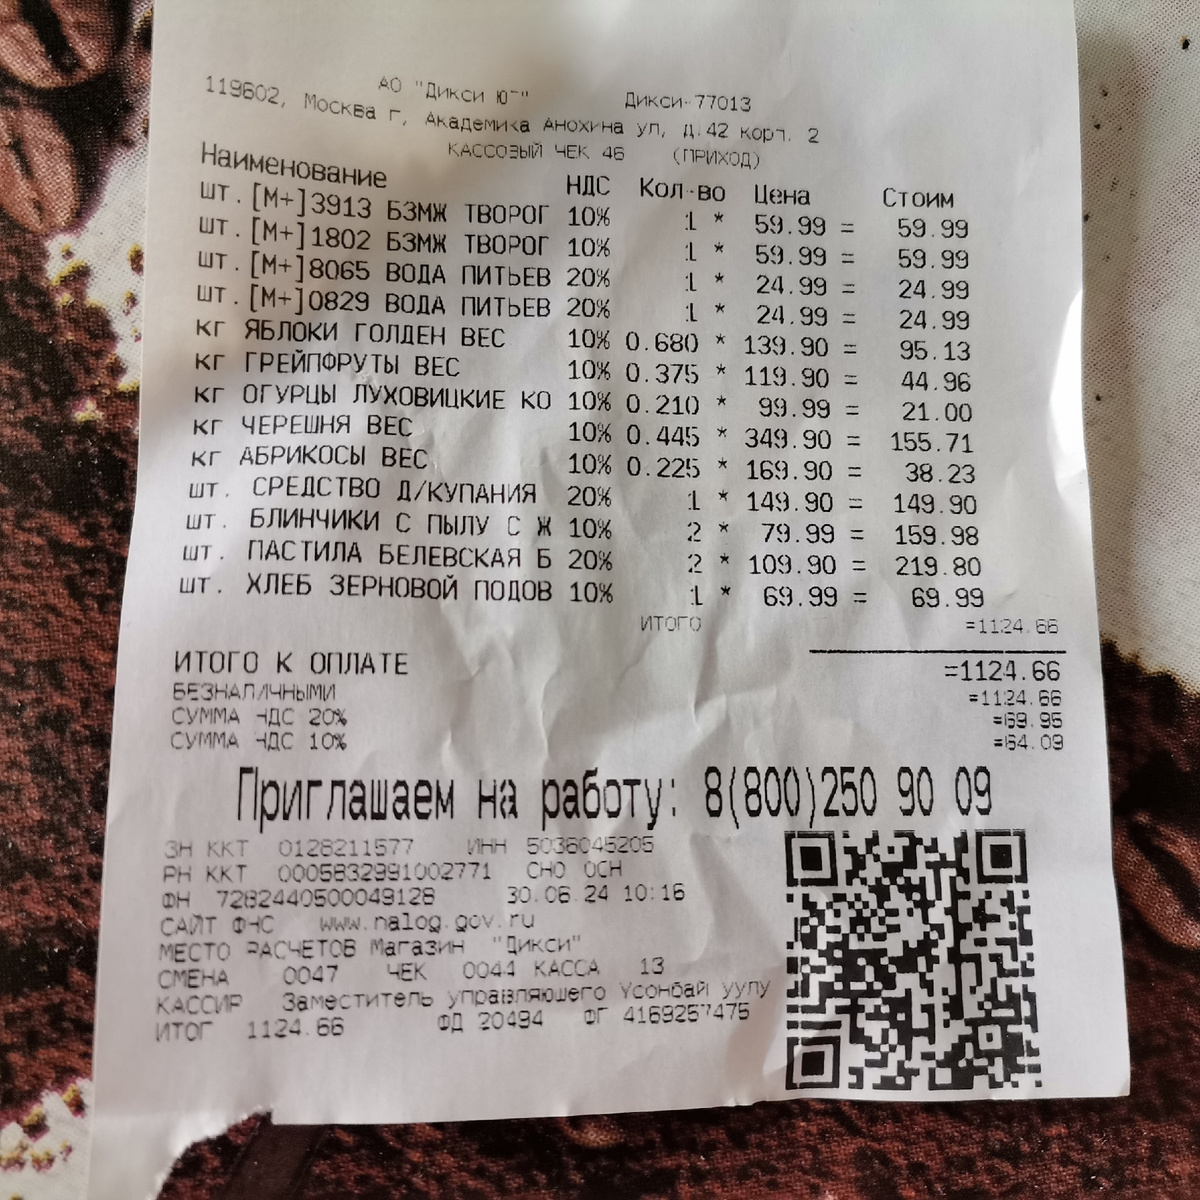 АО "Дикси Юг" Дикси-77013
119602, Москва г, Академика Анохина ул, д.42 корп. 2
КАССОВЫЙ ЧЕК 46 (ПРИХОД)
Наименование НДС Кол-во Цена Стоим
шт. [М+]3913 БЗМЖ ТВОРОГ 10% 1 * 59.99 = 59.99
шт. [М+]1802 БЗМЖ ТВОРОГ 10% 1 * 59.99 = 59.99
шт. [М+]8065 ВОДА ПИТЬЕВ 20% 1 * 24.99 = 24.99
шт. [М+]0829 ВОДА ПИТЬЕВ 20% 1 * 24.99 = 24.99
кг ЯБЛОКИ ГОЛДЕН ВЕС 10% 0.680 * 139.90 = 95.13
кг ГРЕЙПФРУТЫ ВЕС 10% 0.375 * 119.90 = 44.96
кг ОГУРЦЫ ЛУХОВИЦКИЕ КО 10% 0.210 * 99.99 = 21.00
кг ЧЕРЕШНЯ ВЕС 10% 0.445 * 349.90 = 155.71
кг АБРИКОСЫ ВЕС 10% 0.225 * 169.90 = 38.23
шт. СРЕДСТВО Д/КУПАНИЯ 20% 1 * 149.90 = 149.90
шт. БЛИНЧИКИ С ПЫЛУ С Ж 10% 2 * 79.99 = 159.98
шт. ПАСТИЛА БЕЛЕВСКАЯ Б 20% 2 * 109.90 = 219.80
шт. ХЛЕБ ЗЕРНОВОЙ ПОДОВ 10% 1 * 69.99 = 69.99
ИТОГО =1124.66
ИТОГО К ОПЛАТЕ =1124.66
БЕЗНАЛИЧНЫМИ =1124.66
СУММА НДС 20% =69.95
СУММА НДС 10% =64.09
Приглашаем на работу: 8(800)250 90 09
ЗН ККТ 0128211577 ИНН 5036045205
РН ККТ 0005832991002771 СНО ОСН
ФН 7282440500049128 30.06.24 10:16
САЙТ ФНС www.nalog.gov.ru
МЕСТО РАСЧЕТОВ Магазин "Дикси"
СМЕНА 0047 ЧЕК 0044 КАССА 13
КАССИР Заместитель управляющего Усонбай уулу
ИТОГ 1124.66 ФД 20494 ФП 4169267475